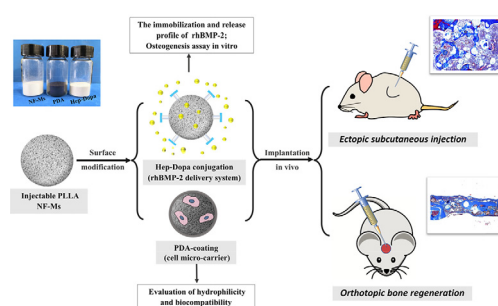 The immobilization and release
profile of rhBMP-2;
Osteogenesis assay in vitro
NF-Ms
PDA
Hep-Dopa
Injectable PLLA
NF-Ms
Surface
modification
Hep-Dopa conjugation
(rhBMP-2 delivery system)
PDA-coating
(cell micro-carrier)
Evaluation of hydrophilicity
and biocompatibility
Implantation
in vivo
Ectopic subcutaneous injection
Orthotopic bone regeneration